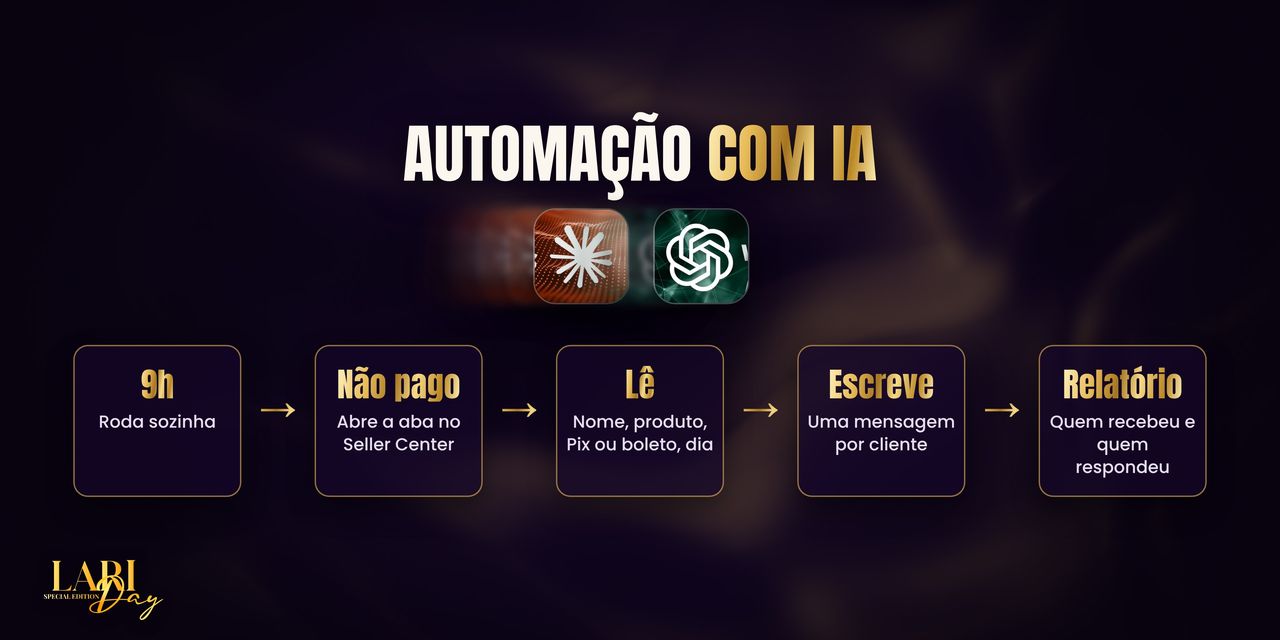 AUTOMAÇÃO COM IA
9h
Roda sozinha
Não pago
Abre a aba no
Seller Center
Lê
Nome, produto,
Pix ou boleto, dia
Escreve
Uma mensagem
por cliente
Relatório
Quem recebeu e
quem
respondeu
LABI
SPECIAL EDITION
Day